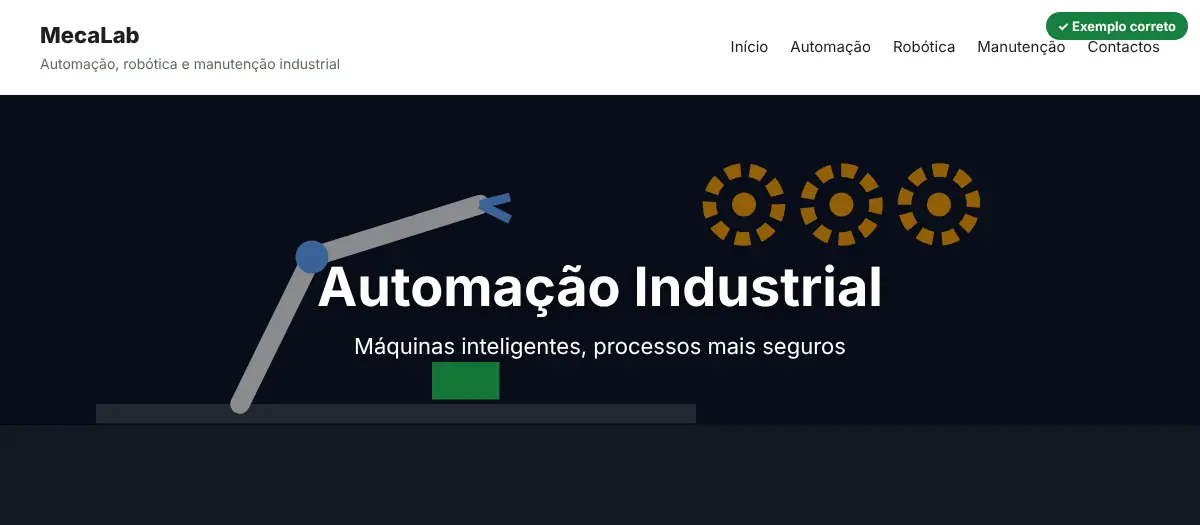 MecaLab
Automação, robótica e manutenção industrial
✓ Exemplo correto
Início Automação Robótica Manutenção Contactos
Automação Industrial
Máquinas inteligentes, processos mais seguros